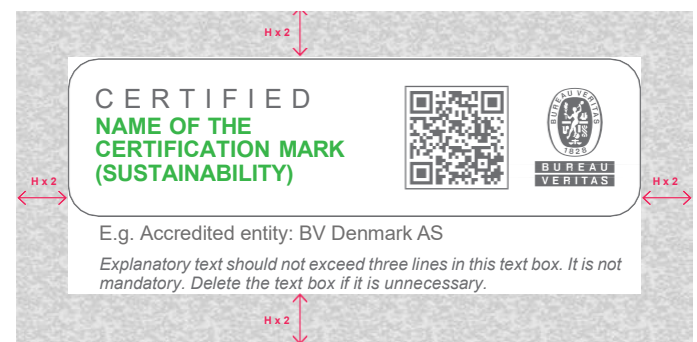 H x 2
CERTIFIED
NAME OF THE
CERTIFICATION MARK
(SUSTAINABILITY)
BUREAU VERITAS
1828
BUREAU
VERITAS
H x 2
H x 2
E.g. Accredited entity: BV Denmark AS
Explanatory text should not exceed three lines in this text box. It is not
mandatory. Delete the text box if it is unnecessary.
H x 2